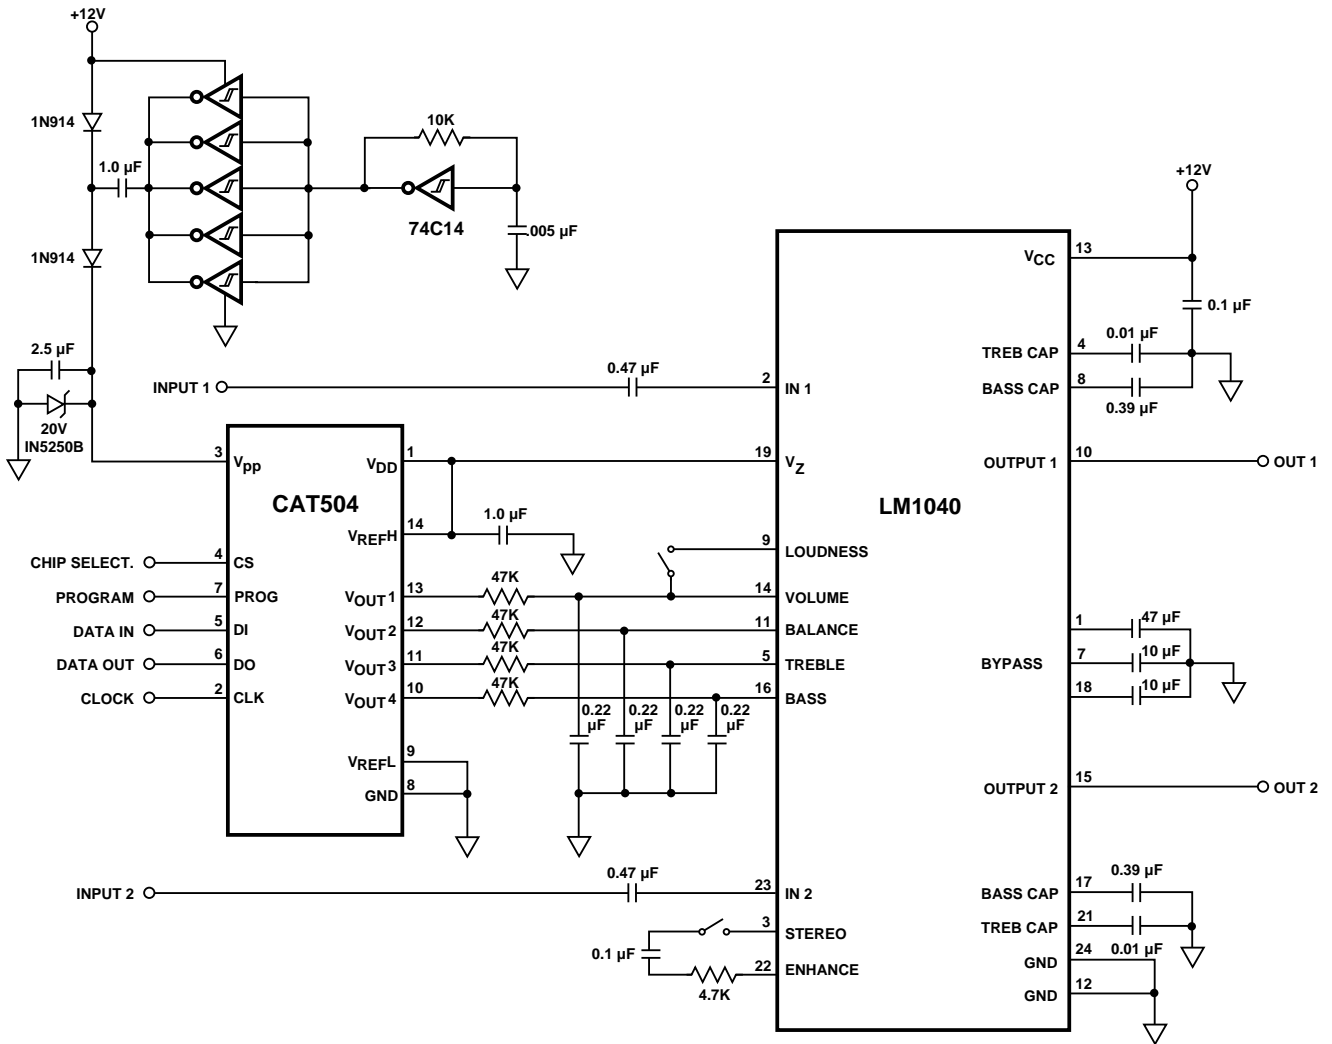 +12V
1N914
1.0 µF
10K
74C14
.005 µF
1N914
2.5 µF
20V
IN5250B
INPUT 1
0.47 µF
2
IN 1
+12V
VCC
13
0.1 µF
TREB CAP
4
0.01 µF
BASS CAP
8
0.39 µF
3
Vpp
VDD
1
19
VZ
OUTPUT 1
10
OUT 1
CAT504
LM1040
VREFH
14
1.0 µF
9
LOUDNESS
CHIP SELECT.
4
CS
PROGRAM
7
PROG
VOUT1
13
47K
14
VOLUME
DATA IN
5
DI
VOUT2
12
47K
11
BALANCE
DATA OUT
6
DO
VOUT3
11
47K
5
TREBLE
CLOCK
2
CLK
VOUT4
10
47K
16
BASS
0.22
µF
0.22
µF
0.22
µF
0.22
µF
BYPASS
1
47 µF
7
10 µF
18
10 µF
VREFL
9
GND
8
OUTPUT 2
15
OUT 2
INPUT 2
0.47 µF
23
IN 2
3
STEREO
0.1 µF
22
ENHANCE
4.7K
BASS CAP
17
0.39 µF
TREB CAP
21
0.01 µF
GND
24
GND
12